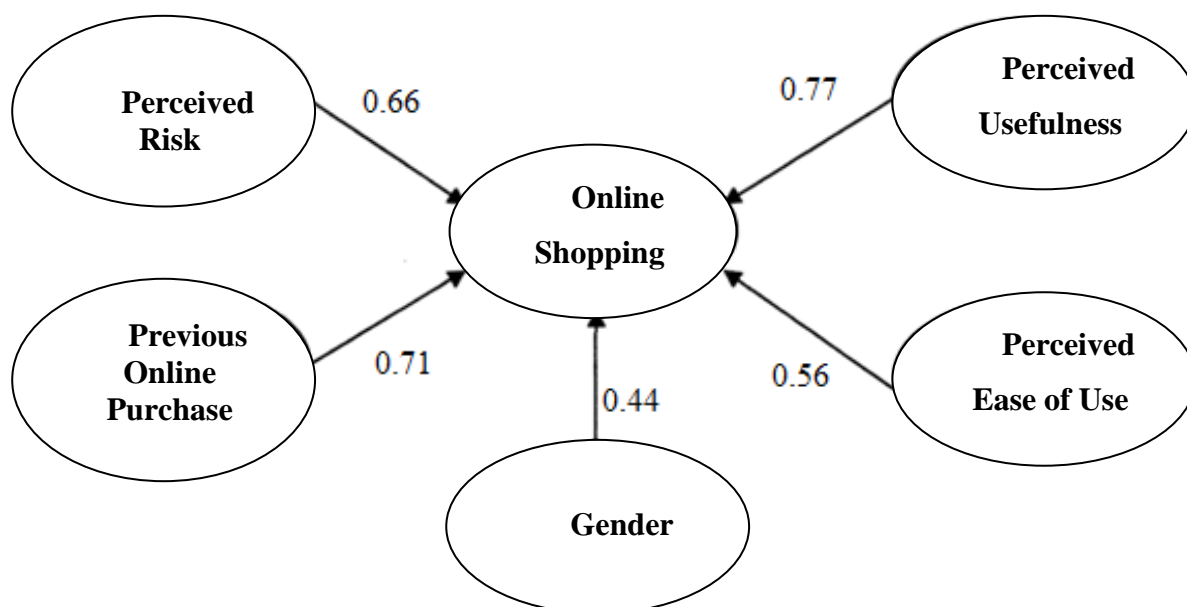 Perceived
Risk
0.66
0.77
Perceived
Usefulness
Online
Shopping
Previous
Online
Purchase
0.71
0.44
0.56
Perceived
Ease of Use
Gender